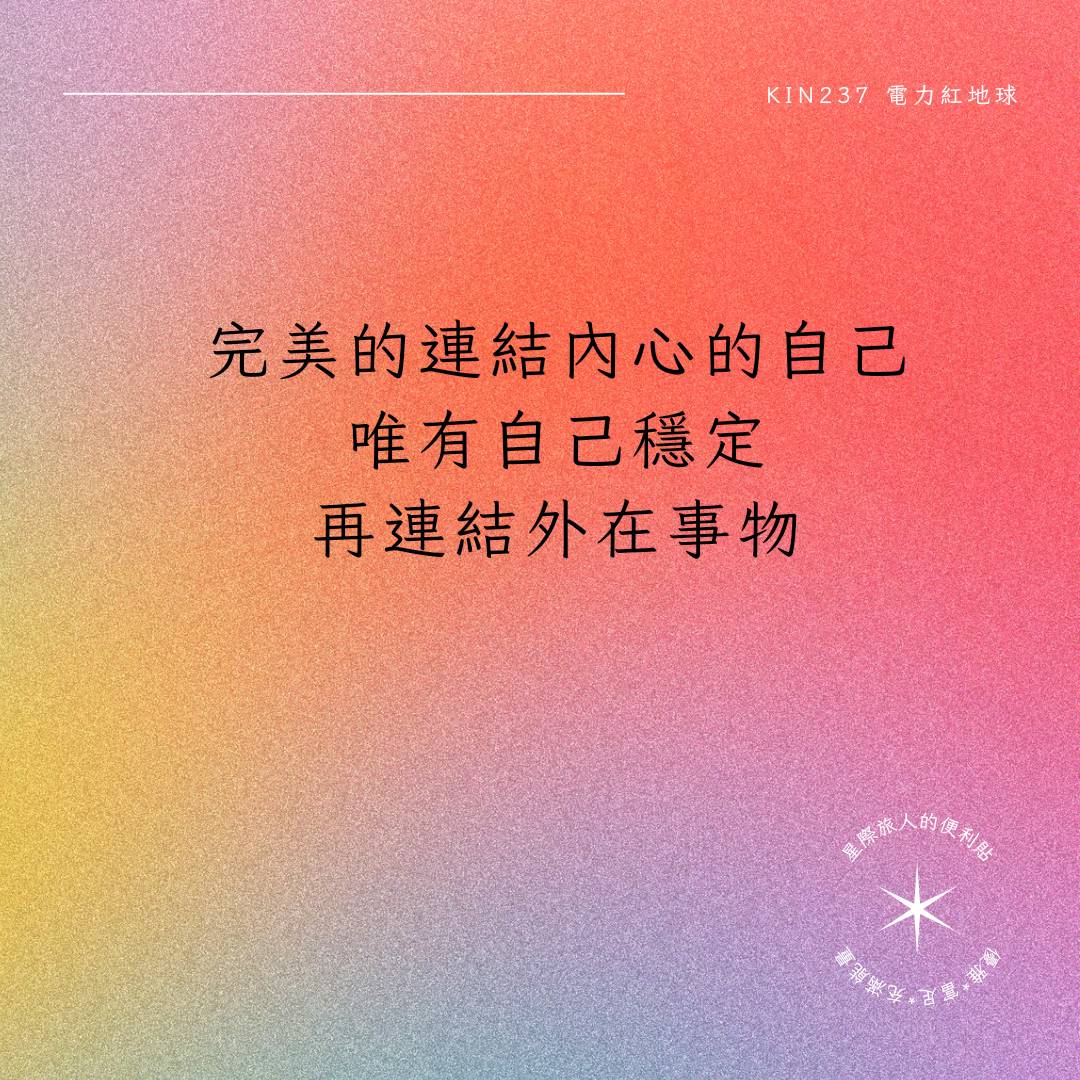 KIN237 電力紅地球
完美的連結內心的自己
唯有自己穩定
再連結外在事物
星際旅人的便利貼
優雅*富足*充滿能量